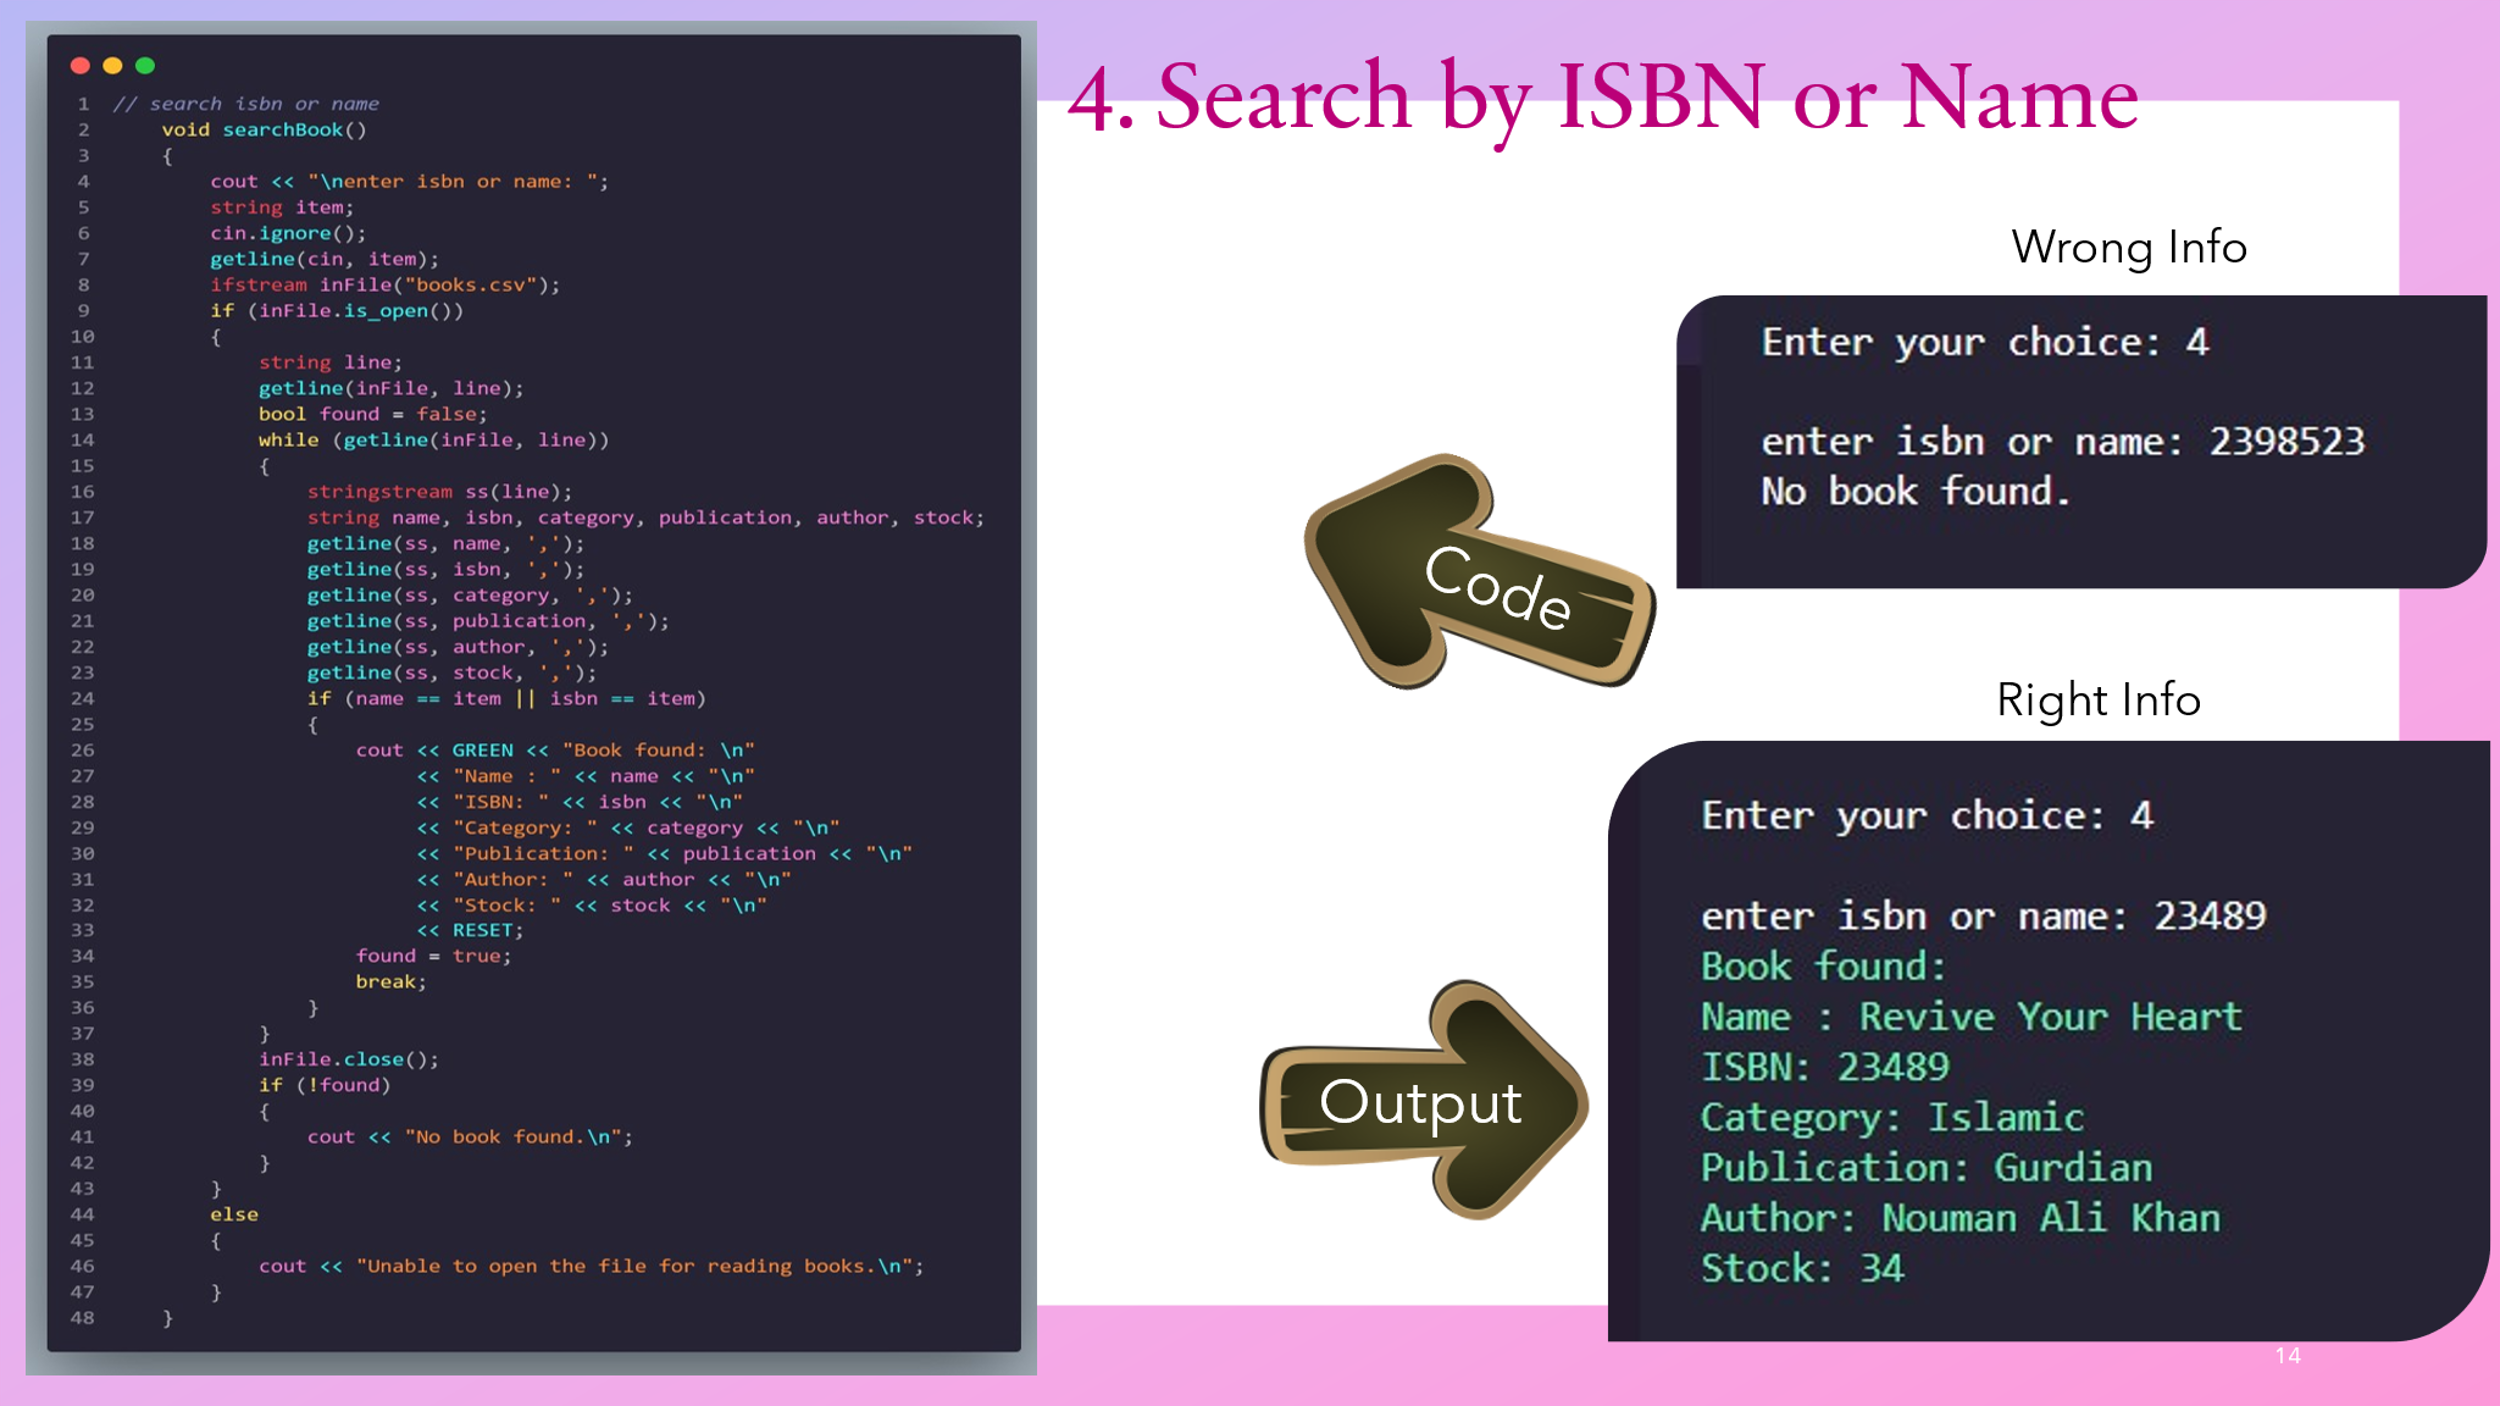 4. Search by ISBN or Name
1 // search isbn or name
2 void searchBook()
3 {
4 cout << "\nenter isbn or name: ";
5 string item;
6 cin.ignore();
7 getline(cin, item);
8 ifstream inFile("books.csv");
9 if (inFile.is_open())
10 {
11 string line;
12 getline(inFile, line);
13 bool found = false;
14 while (getline(inFile, line))
15 {
16 stringstream ss(line);
17 string name, isbn, category, publication, author, stock;
18 getline(ss, name, ',');
19 getline(ss, isbn, ',');
20 getline(ss, category, ',');
21 getline(ss, publication, ',');
22 getline(ss, author, ',');
23 getline(ss, stock, ',');
24 if (name == item || isbn == item)
25 {
26 cout << GREEN << "Book found: \n"
27 << "Name : " << name << "\n"
28 << "ISBN: " << isbn << "\n"
29 << "Category: " << category << "\n"
30 << "Publication: " << publication << "\n"
31 << "Author: " << author << "\n"
32 << "Stock: " << stock << "\n"
33 << RESET;
34 found = true;
35 break;
36 }
37 }
38 inFile.close();
39 if (!found)
40 {
41 cout << "No book found.\n";
42 }
43 }
44 else
45 {
46 cout << "Unable to open the file for reading books.\n";
47 }
48 }
Code
Output
Wrong Info
Enter your choice: 4
enter isbn or name: 2398523
No book found.
Right Info
Enter your choice: 4
enter isbn or name: 23489
Book found:
Name : Revive Your Heart
ISBN: 23489
Category: Islamic
Publication: Gurdian
Author: Nouman Ali Khan
Stock: 34
14